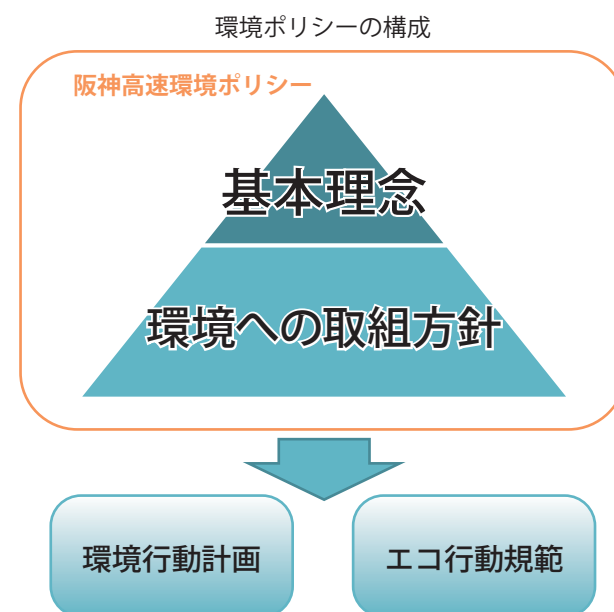 環境ポリシーの構成
阪神高速環境ポリシー
基本理念
環境への取組方針
環境行動計画
エコ行動規範